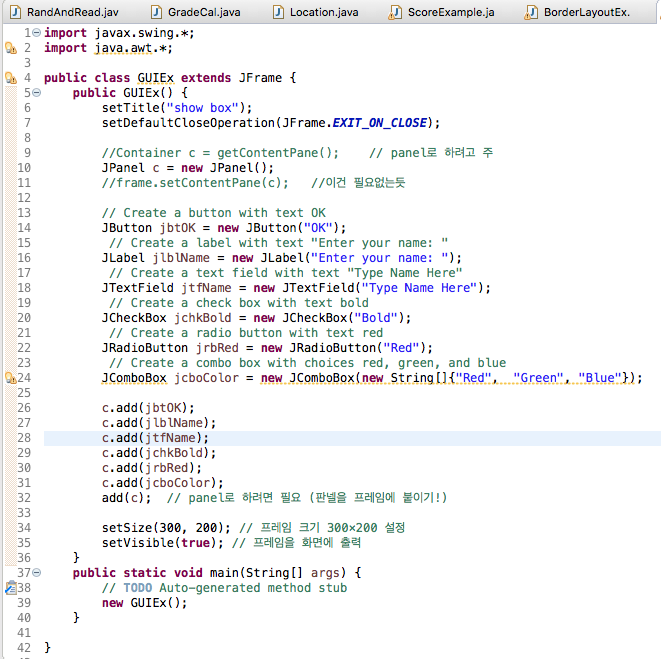 RandAndRead.jav GradeCal.java Location.java ScoreExample.ja BorderLayoutEx.
1 import javax.swing.*;
2 import java.awt.*;
3
4 public class GUIEx extends JFrame {
5 public GUIEx() {
6 setTitle("show box");
7 setDefaultCloseOperation(JFrame.EXIT_ON_CLOSE);
8
9 //Container c = getContentPane(); // panel로 하려고 주
10 JPanel c = new JPanel();
11 //frame.setContentPane(c); //이건 필요없는듯
12
13 // Create a button with text OK
14 JButton jbtOK = new JButton("OK");
15 // Create a label with text "Enter your name: "
16 JLabel jlblName = new JLabel("Enter your name: ");
17 // Create a text field with text "Type Name Here"
18 JTextField jtfName = new JTextField("Type Name Here");
19 // Create a check box with text bold
20 JCheckBox jchkBold = new JCheckBox("Bold");
21 // Create a radio button with text red
22 JRadioButton jrbRed = new JRadioButton("Red");
23 // Create a combo box with choices red, green, and blue
24 JComboBox jcboColor = new JComboBox(new String[]{"Red", "Green", "Blue"});
25
26 c.add(jbtOK);
27 c.add(jlblName);
28 c.add(jtfName);
29 c.add(jchkBold);
30 c.add(jrbRed);
31 c.add(jcboColor);
32 add(c); // panel로 하려면 필요 (판넬을 프레임에 붙이기!)
33
34 setSize(300, 200); // 프레임 크기 300×200 설정
35 setVisible(true); // 프레임을 화면에 출력
36 }
37 public static void main(String[] args) {
38 // TODO Auto-generated method stub
39 new GUIEx();
40 }
41
42 }